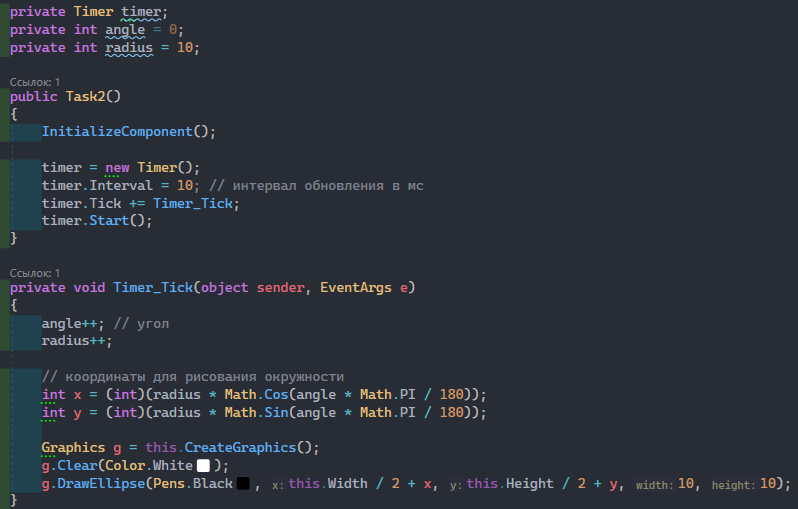 private Timer timer;
private int angle = 0;
private int radius = 10;
Ссылок: 1
public Task2()
{
InitializeComponent();
timer = new Timer();
timer.Interval = 10; // интервал обновления в мс
timer.Tick += Timer_Tick;
timer.Start();
}
Ссылок: 1
private void Timer_Tick(object sender, EventArgs e)
{
angle++; // угол
radius++;
// координаты для рисования окружности
int x = (int)(radius * Math.Cos(angle * Math.PI / 180));
int y = (int)(radius * Math.Sin(angle * Math.PI / 180));
Graphics g = this.CreateGraphics();
g.Clear(Color.White);
g.DrawEllipse(Pens.Black, x: this.Width / 2 + x, y: this.Height / 2 + y, width: 10, height: 10);
}